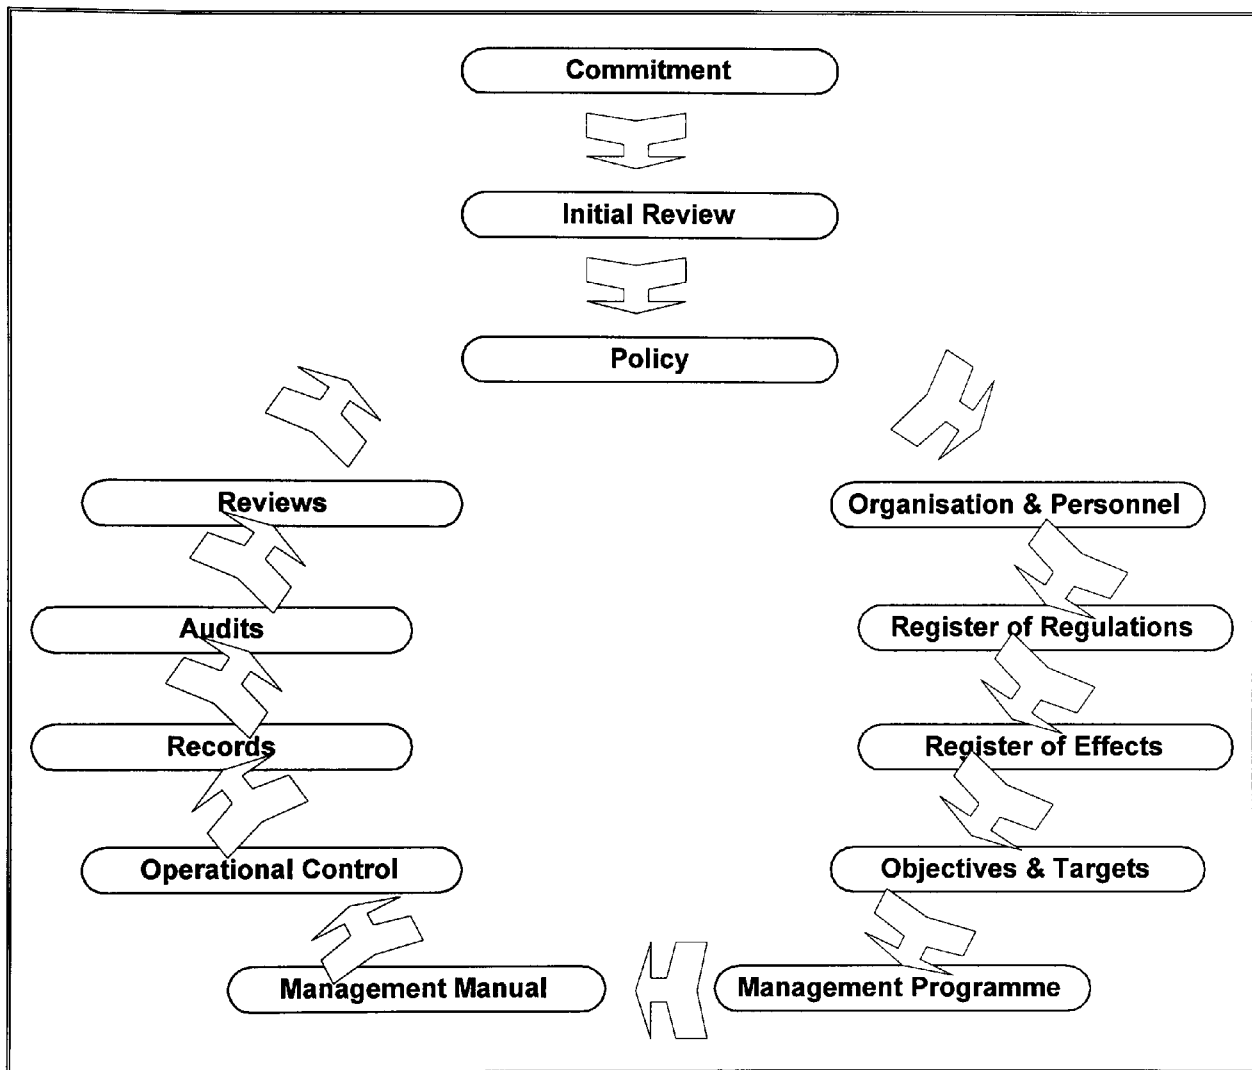 Commitment
Initial Review
Policy
Reviews
Organisation & Personnel
Audits
Register of Regulations
Records
Register of Effects
Operational Control
Objectives & Targets
Management Manual
Management Programme